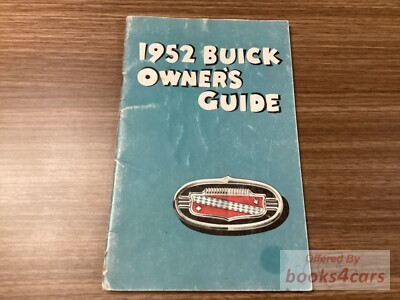 1952 BUICK
OWNER'S
GUIDE
Offered By
books4cars